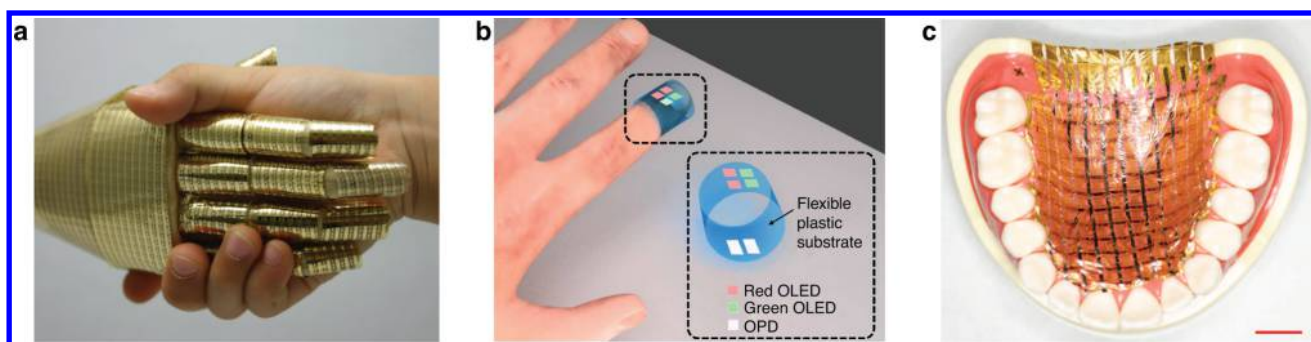 a
b
c
Flexible
plastic
substrate
Red OLED
Green OLED
OPD